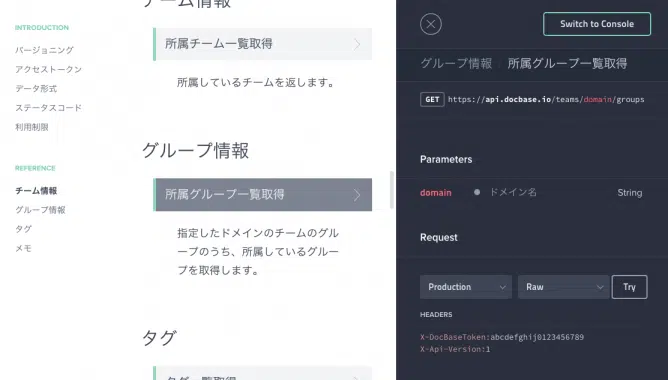 INTRODUCTION
バージョニング
アクセストークン
データ形式
ステータスコード
利用制限
REFERENCE
チーム情報
グループ情報
タグ
メモ
チーム情報
所属チーム一覧取得
所属しているチームを返します。
グループ情報
所属グループ一覧取得
指定したドメインのチームのグル
ープのうち、所属しているグルー
プを取得します。
タグ
タグ一覧取得
Switch to Console
グループ情報 / 所属グループ一覧取得
GET https://api.docbase.io/teams/domain/groups
Parameters
domain ドメイン名 String
Request
Production Raw Try
HEADERS
X-DocBaseToken:abcdefghij0123456789
X-Api-Version:1